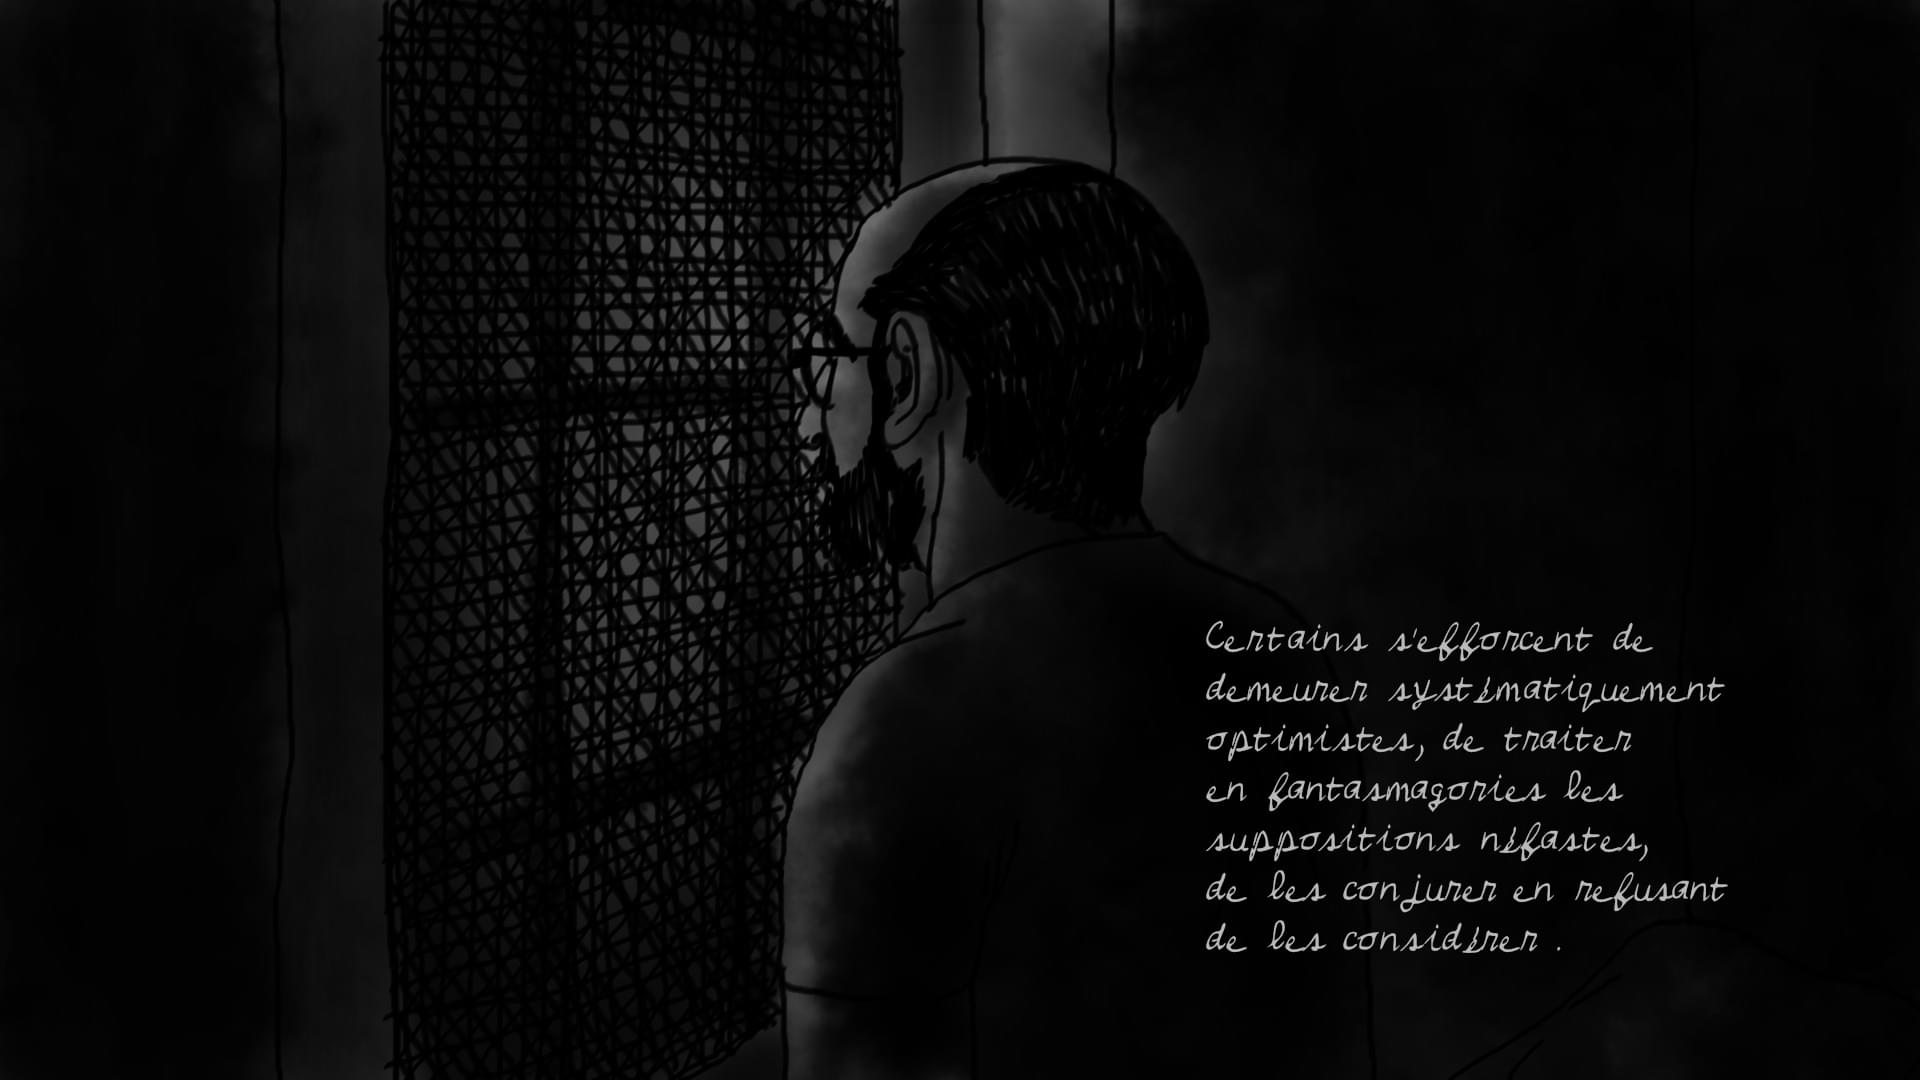 Certains s'efforcent de
demeurer systématiquement
optimistes, de traiter
en fantasmagories les
suppositions néfastes,
de les conjurer en refusant
de les considérer .